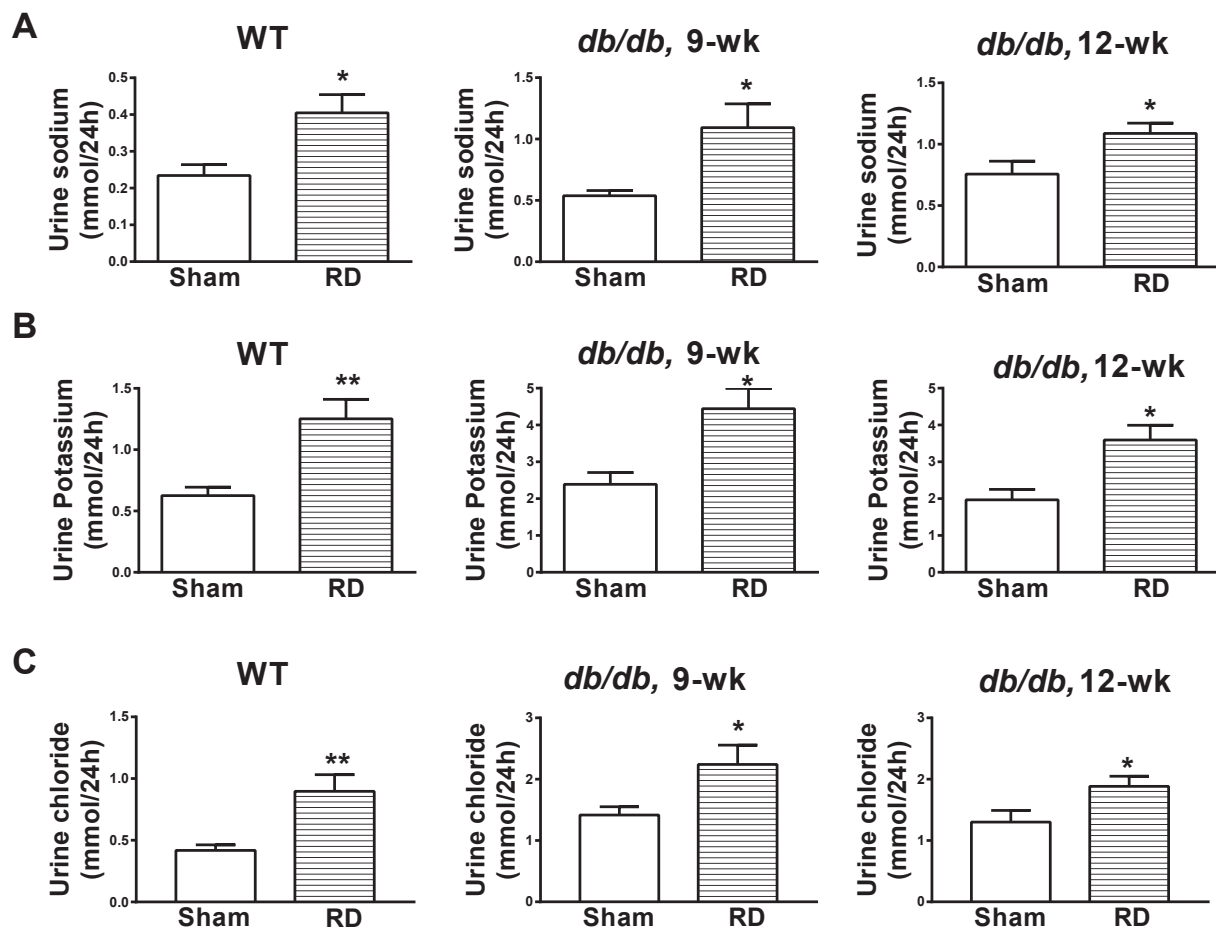 A
WT
db/db, 9-wk
db/db, 12-wk
Urine sodium
(mmol/24h)
0.5
0.4
0.3
0.2
0.1
0.0
*
Sham
RD
Urine sodium
(mmol/24h)
1.5
1.0
0.5
0.0
*
Sham
RD
Urine sodium
(mmol/24h)
1.5
1.0
0.5
0.0
*
Sham
RD
B
WT
db/db, 9-wk
db/db, 12-wk
Urine Potassium
(mmol/24h)
1.5
1.0
0.5
0.0
**
Sham
RD
Urine Potassium
(mmol/24h)
5
4
3
2
1
0
*
Sham
RD
Urine Potassium
(mmol/24h)
5
4
3
2
1
0
*
Sham
RD
C
WT
db/db, 9-wk
db/db, 12-wk
Urine chloride
(mmol/24h)
1.5
1.0
0.5
0.0
**
Sham
RD
Urine chloride
(mmol/24h)
3
2
1
0
*
Sham
RD
Urine chloride
(mmol/24h)
3
2
1
0
*
Sham
RD